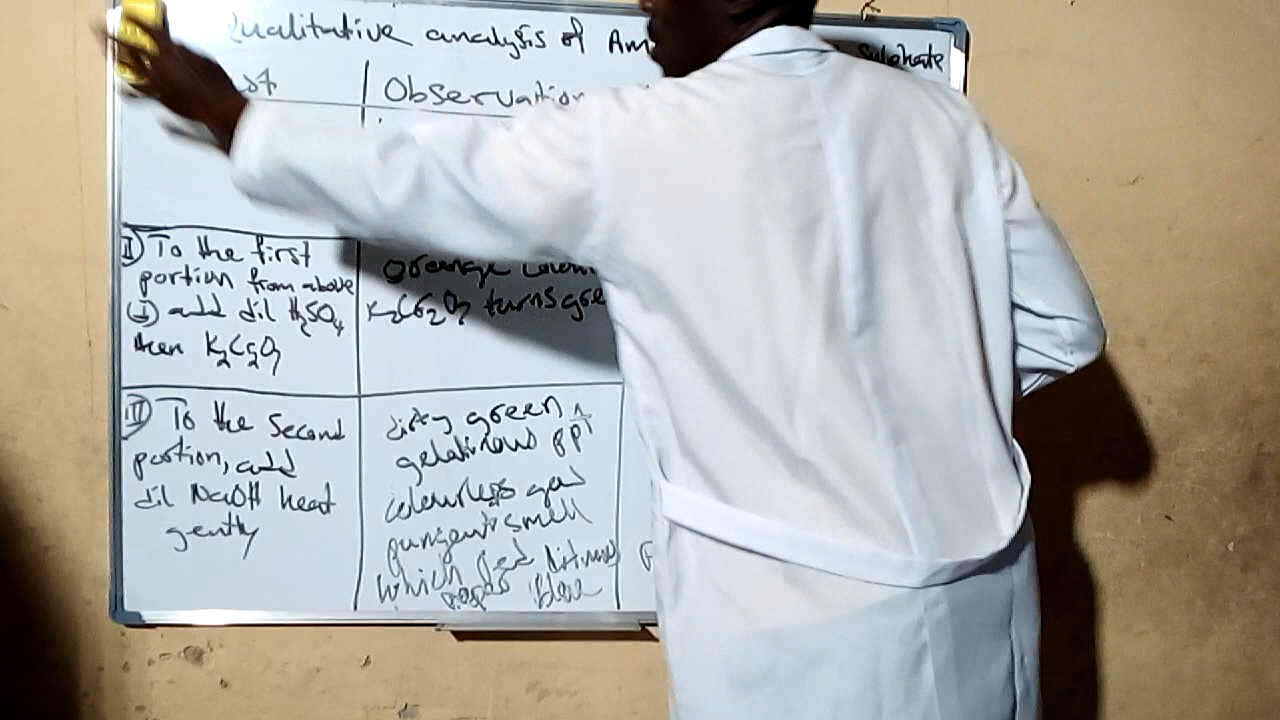 Qualitative analysis of Am
Sulphate
st
Observation
II) To the first
portion from above
(I) add dil H2SO4
then K2Cr2O7
orange colour
K2Cr2O7 turns gre
III) To the second
portion, add
dil NaOH heat
gently
dirty green
gelatinous ppt
colourless gas
pungent smell
which red litmus
paper blue